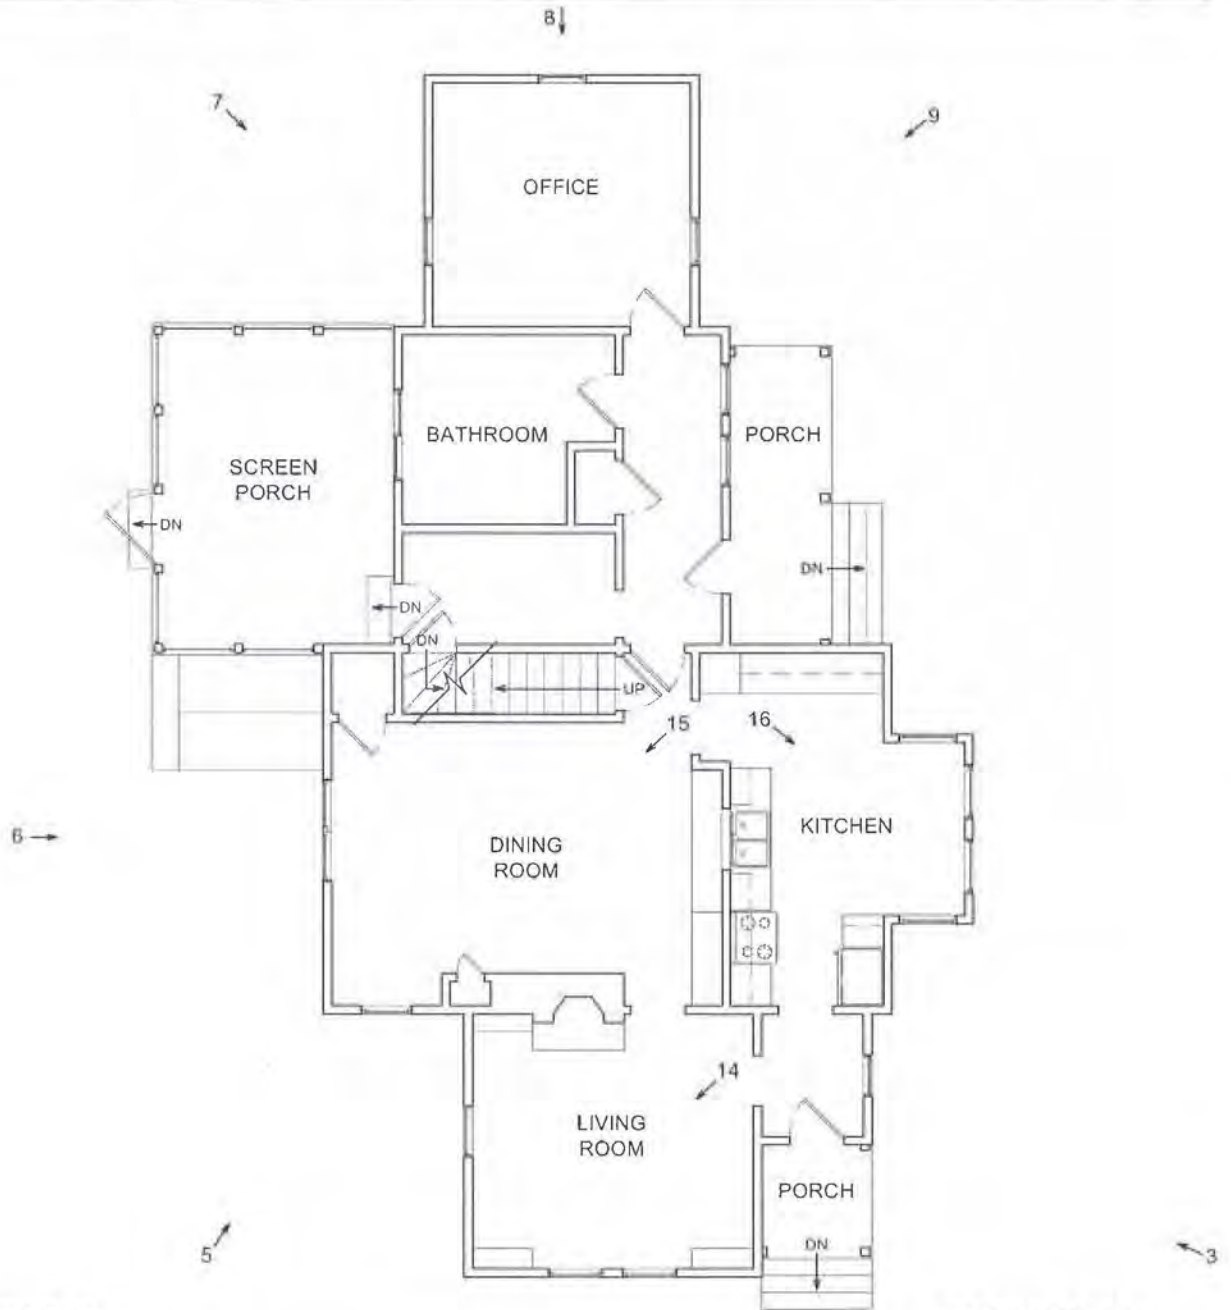 8
7
9
OFFICE
BATHROOM
PORCH
SCREEN
PORCH
DN
DN
DN
DN
UP
15
16
KITCHEN
6
DINING
ROOM
14
LIVING
ROOM
PORCH
DN
5
3